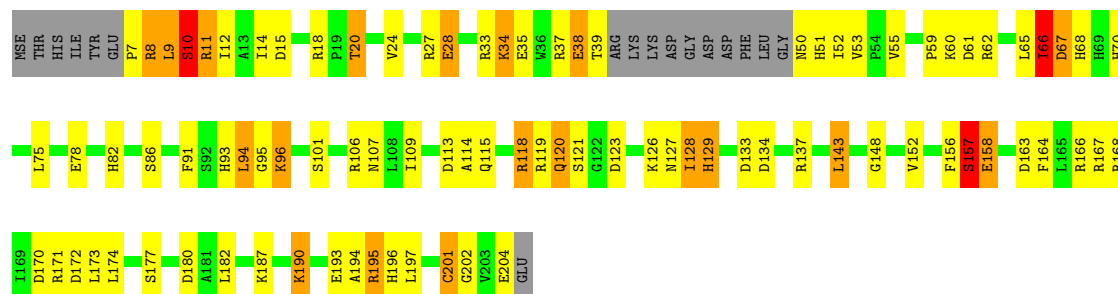 MSE THR HIS ILE TYR GLU P7 R8 L9 S10 R11 I12 A13 I14 D15 R18 P19 T20 V24 R27 E28 R33 K34 E35 W36 R37 E38 T39 ARG LYS LYS ASP GLY ASP ASP PHE LEU GLY N50 H51 I52 V53 P54 V55 P59 K60 D61 R62 L65 I66 D67 H68 H69 H70
L75 E78 H82 S86 F91 S92 H93 L94 G95 K96 S101 R106 N107 L108 I109 D113 A114 Q115 R118 R119 Q120 S121 G122 D123 K126 N127 I128 H129 D133 D134 R137 L143 G148 V152 F156 S157 E158 D163 F164 L165 R166 R167 R168
I169 D170 R171 D172 L173 L174 S177 D180 A181 L182 K187 K190 E193 A194 R195 H196 L197 C201 G202 V203 E204 GLU